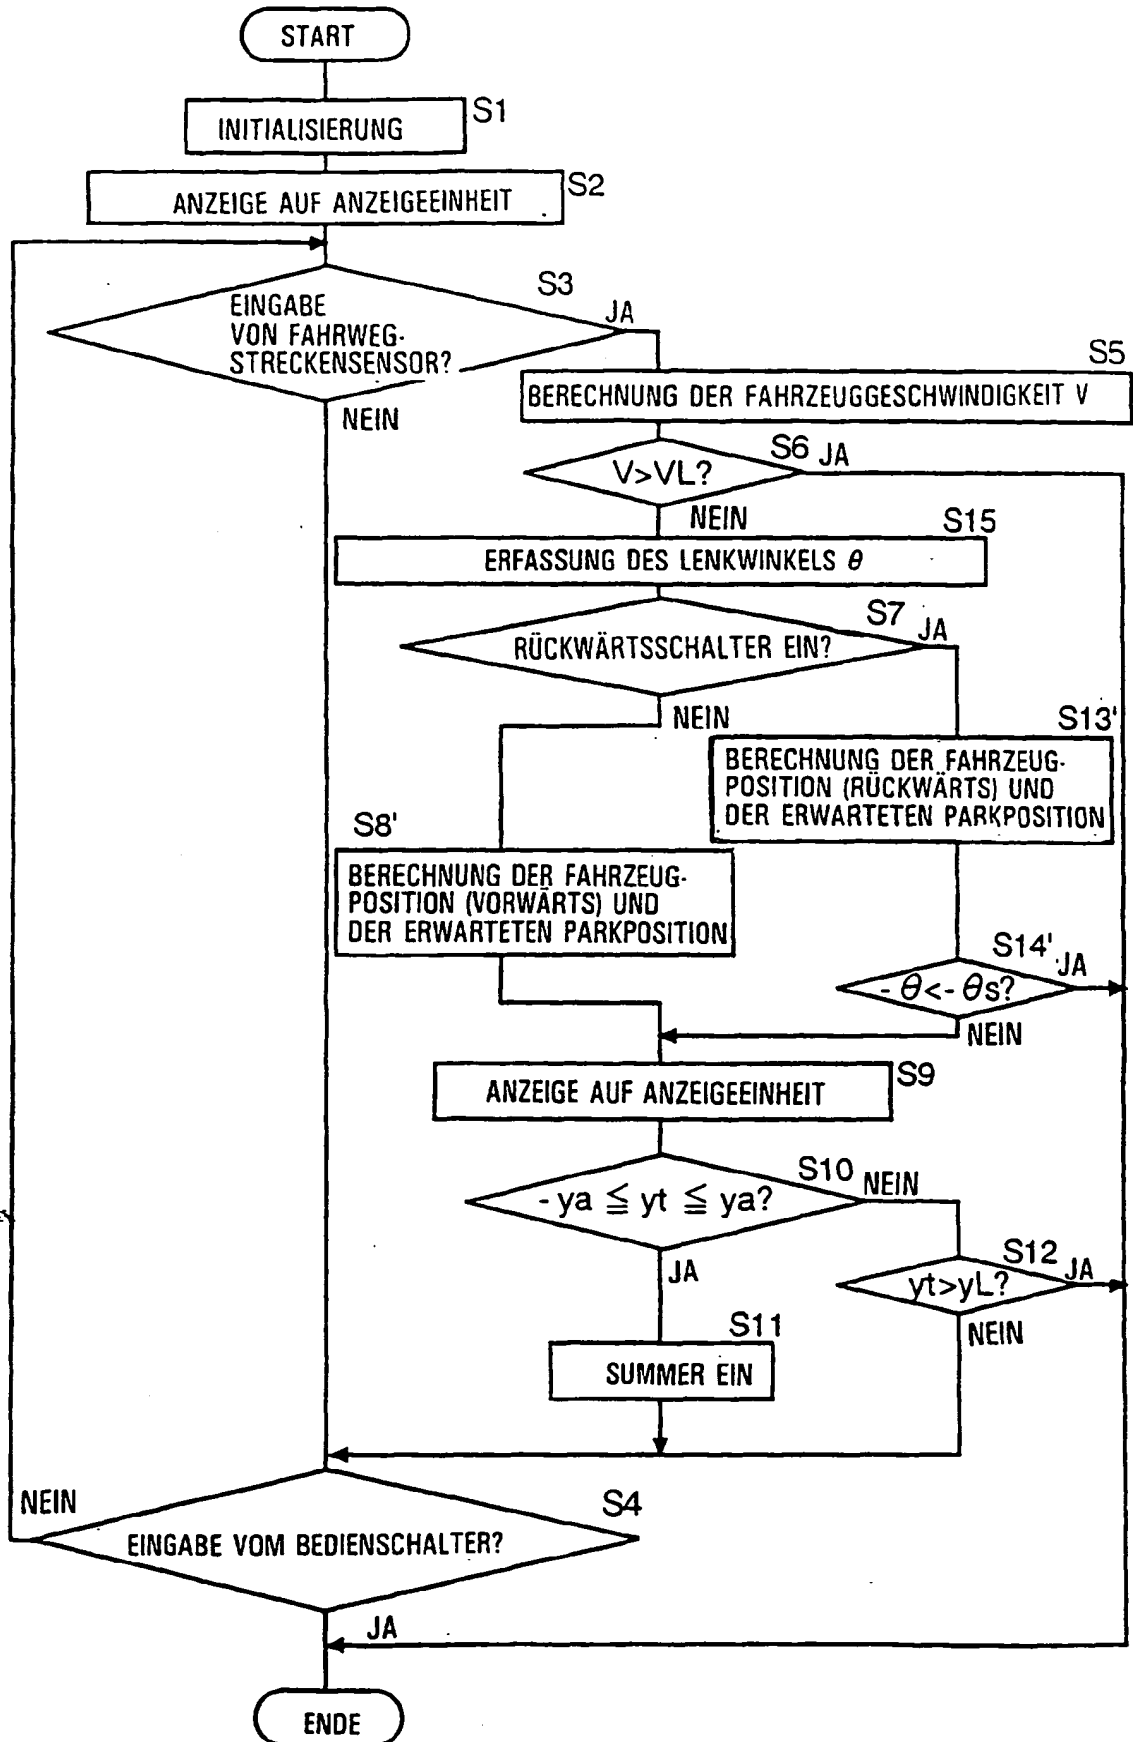 START
S1
INITIALISIERUNG
S2
ANZEIGE AUF ANZEIGEEINHEIT
S3
EINGABE
VON FAHRWEG-
STRECKENSENSOR?
JA
NEIN
S5
BERECHNUNG DER FAHRZEUGGESCHWINDIGKEIT V
S6
V>VL?
JA
NEIN
S15
ERFASSUNG DES LENKWINKELS θ
S7
RÜCKWÄRTSSCHALTER EIN?
JA
NEIN
S13'
BERECHNUNG DER FAHRZEUG-
POSITION (RÜCKWÄRTS) UND
DER ERWARTETEN PARKPOSITION
S8'
BERECHNUNG DER FAHRZEUG-
POSITION (VORWÄRTS) UND
DER ERWARTETEN PARKPOSITION
S14'
JA
- θ<- θs?
NEIN
S9
ANZEIGE AUF ANZEIGEEINHEIT
S10
NEIN
- ya ≦ yt ≦ ya?
JA
S12
JA
yt>yL?
NEIN
S11
SUMMER EIN
NEIN
S4
EINGABE VOM BEDIENSCHALTER?
JA
ENDE